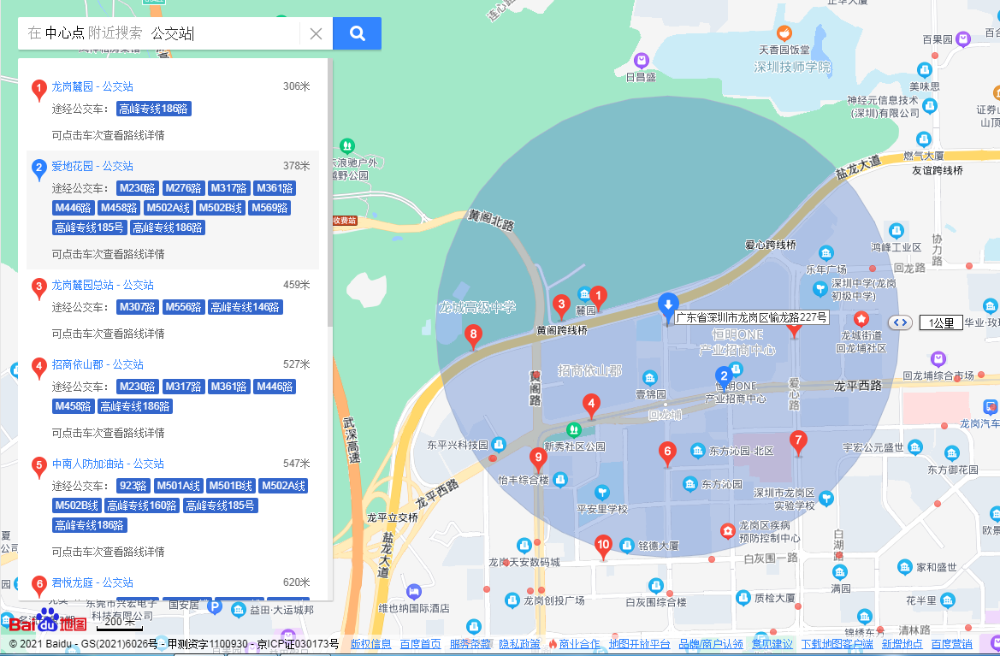 在 中心点 附近搜索 公交站
1
龙岗麓园 - 公交站
306米
途经公交车：
高峰专线186路
可点击车次查看路线详情
2
爱地花园 - 公交站
378米
途经公交车：
M230路 M276路 M317路 M361路
M446路 M458路 M502A线 M502B线 M569路
高峰专线185号 高峰专线186路
可点击车次查看路线详情
3
龙岗麓园总站 - 公交站
459米
途经公交车：
M307路 M556路 高峰专线146路
可点击车次查看路线详情
4
招商依山郡 - 公交站
527米
途经公交车：
M230路 M317路 M361路 M446路
M458路 高峰专线186路
可点击车次查看路线详情
5
中南人防加油站 - 公交站
547米
途经公交车：
923路 M501A线 M501B线 M502A线
M502B线 高峰专线160路 高峰专线185号
高峰专线186路
可点击车次查看路线详情
6
君悦龙庭 - 公交站
620米
天香园饭堂
深圳技师学院
百果园
日昌盛
美味思
神经元信息技术
(深圳)有限公司
燃气大厦
友谊跨线桥
盐龙大道
黄阁北路
收费站
爱心跨线桥
鸿峰工业区
协力路
乐年广场
回龙路
深圳中学(龙岗
初级中学)
龙城高级中学
8
3
麓园
1
黄阁跨线桥
广东省深圳市龙岗区愉龙路227号
1公里
华业·玫
恒明ONE
产业招商中心
龙城街道
回龙埔社区
招商依山郡
黄阁路
壹锦园
2
恒明ONE
产业招商中心
爱心路
龙平西路
回龙埔综合市场
回龙埔
4
武深高速
东平兴科技园
新秀社区公园
6
东方沁园-北区
7
宇宏公元盛世
龙岗汽车
东方御花园
9
怡丰综合楼
龙平西路
平安里学校
东方沁园
深圳市龙岗区
实验学校
龙平立交桥
盐龙大道
10
铭德大厦
龙岗区疾病
预防控制中心
白灰围一路
白湖路
龙岗天安数码城
家和盛世
满园
维也纳国际酒店
龙岗创投广场
白灰围综合楼
质检大厦
花半里
清林路
东莞市兴宏电子
科技有限公司
国安居
益田·大运城邦
Bai du 地图
200 米
© 2021 Baidu - GS(2021)6026号 - 甲测资字1100930 - 京ICP证030173号 版权信息 百度首页 服务条款 隐私政策 商业合作 地图开放平台 品牌/商户认领 意见建议 下载地图客户端 新增地点 百度营销